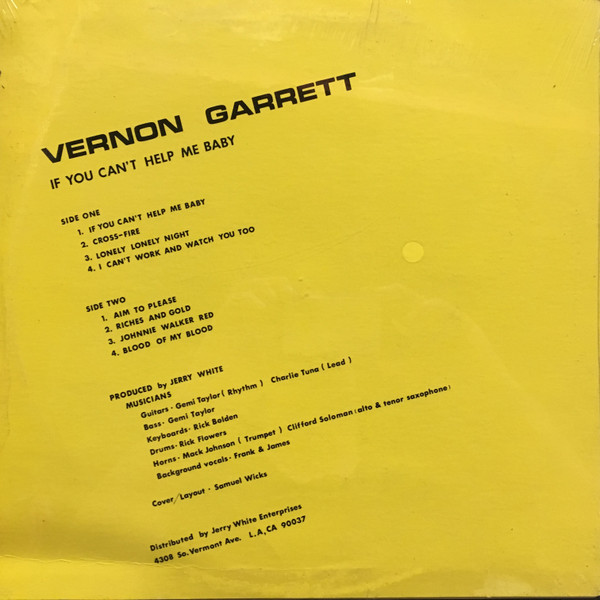 VERNON GARRETT
IF YOU CAN'T HELP ME BABY
SIDE ONE
1. IF YOU CAN'T HELP ME BABY
2. CROSS-FIRE
3. LONELY LONELY NIGHT
4. I CAN'T WORK AND WATCH YOU TOO
SIDE TWO
1. AIM TO PLEASE
2. RICHES AND GOLD
3. JOHNNIE WALKER RED
4. BLOOD OF MY BLOOD
PRODUCED by JERRY WHITE
MUSICIANS
Guitars - Gemi Taylor ( Rhythm ) Charlie Tuna ( Lead )
Bass - Gemi Taylor
Keyboards - Rick Bolden
Drums - Rick Flowers
Horns - Mack Johnson ( Trumpet ) Clifford Soloman ( alto & tenor saxophone )
Background vocals - Frank & James
Cover/Layout - Samuel Wicks
Distributed by Jerry White Enterprises
4308 So. Vermont Ave. L.A, CA 90037